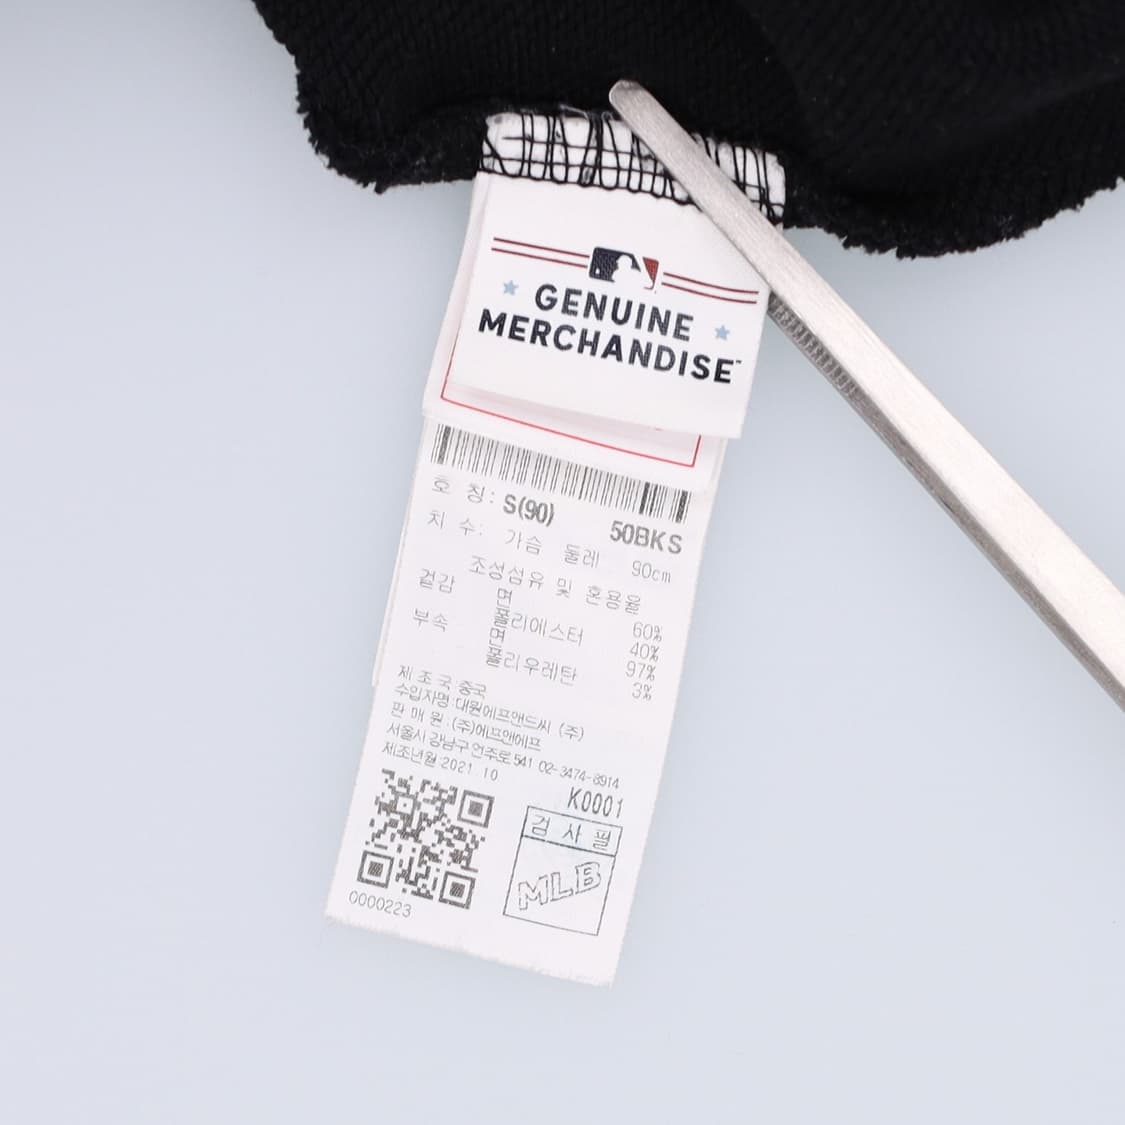 GENUINE
MERCHANDISE™
호 칭: S(90) 50BKS
치 수: 가슴 둘레 90cm
조성섬유 및 혼용율
겉감 면 60%
폴리에스터 40%
부속 면 97%
폴리우레탄 3%
제 조 국:중국
수입자명:대원에프앤드씨 (주)
판 매 원:(주)에프앤에프
서울시 강남구 언주로 541 02-3474-8914
제조년월:2021.10
K0001
검 사 필
MLB
0000223